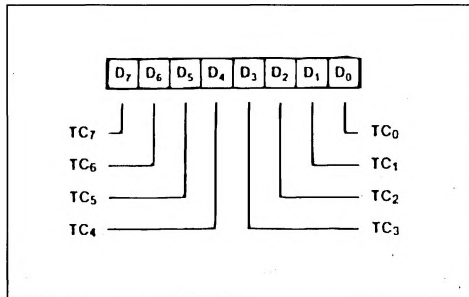 D₇ D₆ D₅ D₄ D₃ D₂ D₁ D₀
TC₇ TC₀
TC₆ TC₁
TC₅ TC₂
TC₄ TC₃